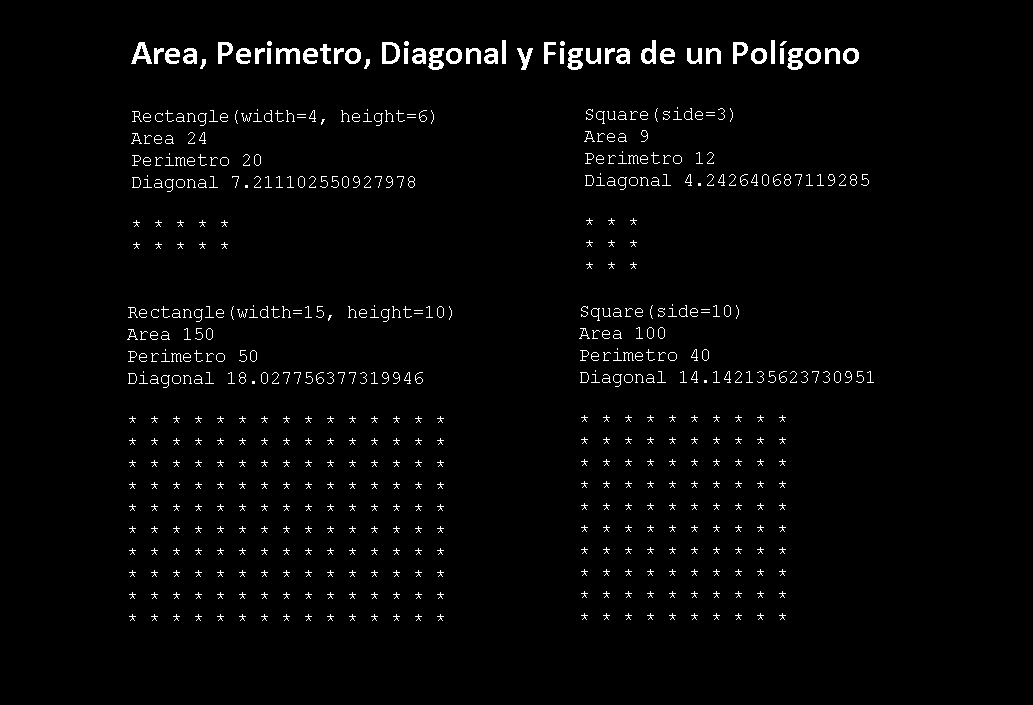 Area, Perimetro, Diagonal y Figura de un Polígono
Rectangle(width=4, height=6)
Area 24
Perimetro 20
Diagonal 7.211102550927978
* * * * *
* * * * *
Square(side=3)
Area 9
Perimetro 12
Diagonal 4.242640687119285
* * *
* * *
* * *
Rectangle(width=15, height=10)
Area 150
Perimetro 50
Diagonal 18.027756377319946
* * * * * * * * * * * * * * *
* * * * * * * * * * * * * * *
* * * * * * * * * * * * * * *
* * * * * * * * * * * * * * *
* * * * * * * * * * * * * * *
* * * * * * * * * * * * * * *
* * * * * * * * * * * * * * *
* * * * * * * * * * * * * * *
* * * * * * * * * * * * * * *
* * * * * * * * * * * * * * *
Square(side=10)
Area 100
Perimetro 40
Diagonal 14.142135623730951
* * * * * * * * * *
* * * * * * * * * *
* * * * * * * * * *
* * * * * * * * * *
* * * * * * * * * *
* * * * * * * * * *
* * * * * * * * * *
* * * * * * * * * *
* * * * * * * * * *
* * * * * * * * * *